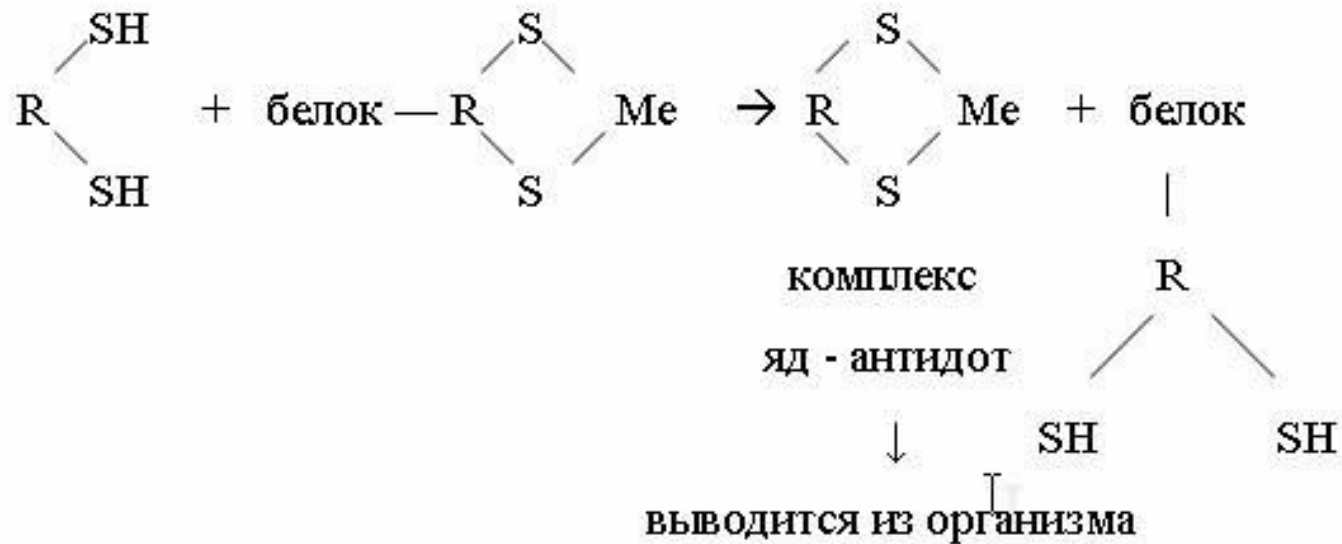 SH S S
R + белок — R Me → R Me + белок
SH S S
|
комплекс R
яд - антидот
↓ SH SH
выводится из организма